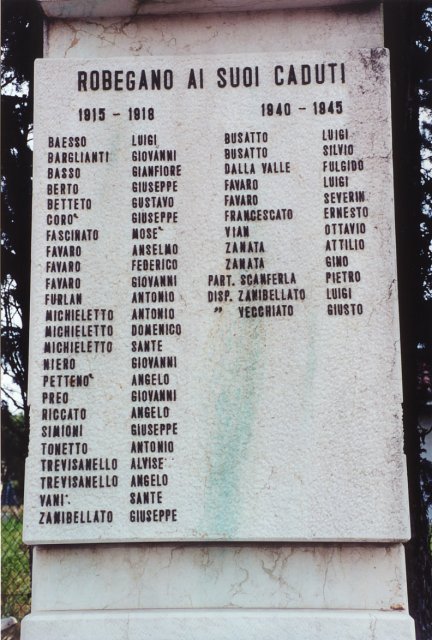 ROBEGANO AI SUOI CADUTI
1915 - 1918
BAESSO LUIGI
BARGLIANTI GIOVANNI
BASSO GIANFIORE
BERTO GIUSEPPE
BETTETO GUSTAVO
CORO` GIUSEPPE
FASCINATO MOSE`
FAVARO ANSELMO
FAVARO FEDERICO
FAVARO GIOVANNI
FURLAN ANTONIO
MICHIELETTO ANTONIO
MICHIELETTO DOMENICO
MICHIELETTO SANTE
NIERO GIOVANNI
PETTENO` ANGELO
PREO GIOVANNI
RICCATO ANGELO
SIMIONI GIUSEPPE
TONETTO ANTONIO
TREVISANELLO ALVISE
TREVISANELLO ANGELO
VANI` SANTE
ZANIBELLATO GIUSEPPE
1940 - 1945
BUSATTO LUIGI
BUSATTO SILVIO
DALLA VALLE FULGIDO
FAVARO LUIGI
FAVARO SEVERIN
FRANCESCATO ERNESTO
VIAN OTTAVIO
ZAMATA ATTILIO
ZAMATA GINO
PART. SCANFERLA PIETRO
DISP. ZANIBELLATO LUIGI
" VECCHIATO GIUSTO